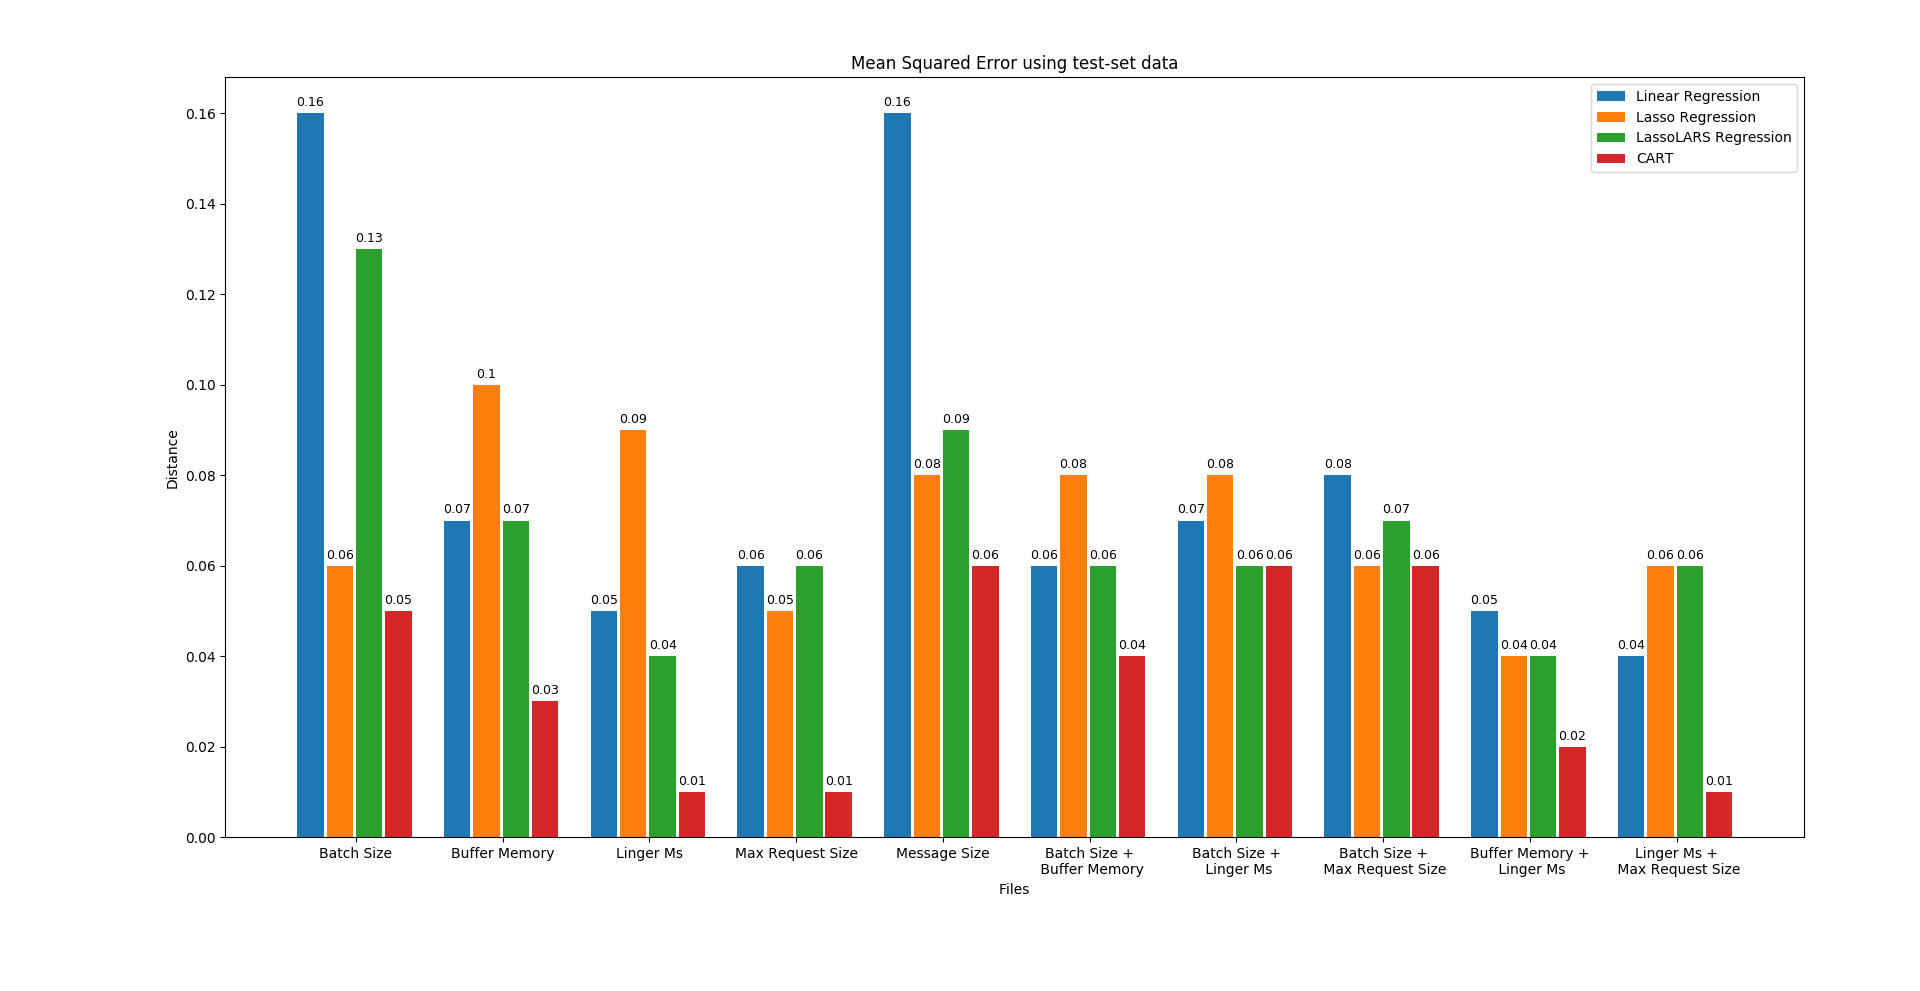 Mean Squared Error using test-set data
Linear Regression
Lasso Regression
LassoLARS Regression
CART
Distance
0.16
0.14
0.12
0.10
0.08
0.06
0.04
0.02
0.00
0.16 0.06 0.13 0.05
0.07 0.1 0.07 0.03
0.05 0.09 0.04 0.01
0.06 0.05 0.06 0.01
0.16 0.08 0.09 0.06
0.06 0.08 0.06 0.04
0.07 0.08 0.06 0.06
0.08 0.06 0.07 0.06
0.05 0.04 0.04 0.02
0.04 0.06 0.06 0.01
Batch Size
Buffer Memory
Linger Ms
Max Request Size
Message Size
Batch Size +
Buffer Memory
Batch Size +
Linger Ms
Batch Size +
Max Request Size
Buffer Memory +
Linger Ms
Linger Ms +
Max Request Size
Files